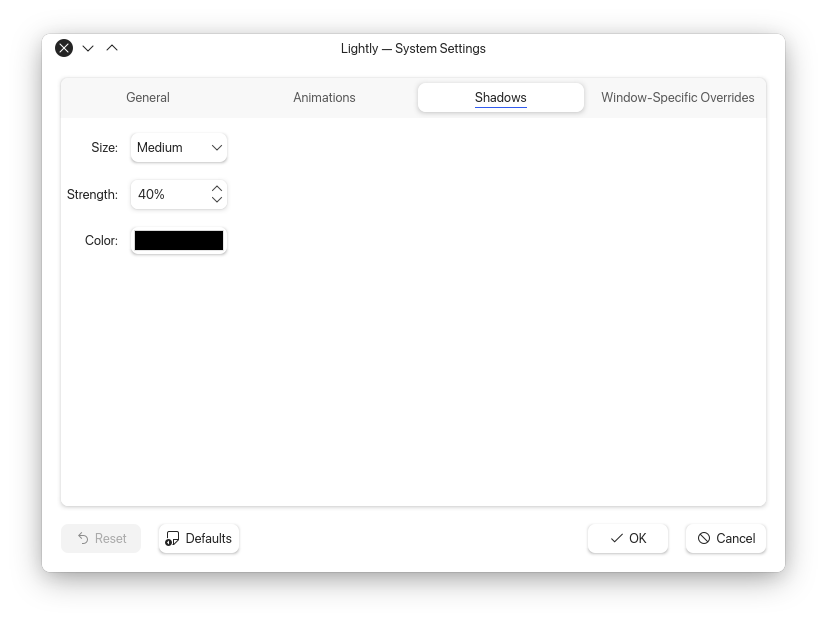 Lightly — System Settings
General Animations Shadows Window-Specific Overrides
Size: Medium
Strength: 40%
Color:
Reset Defaults OK Cancel